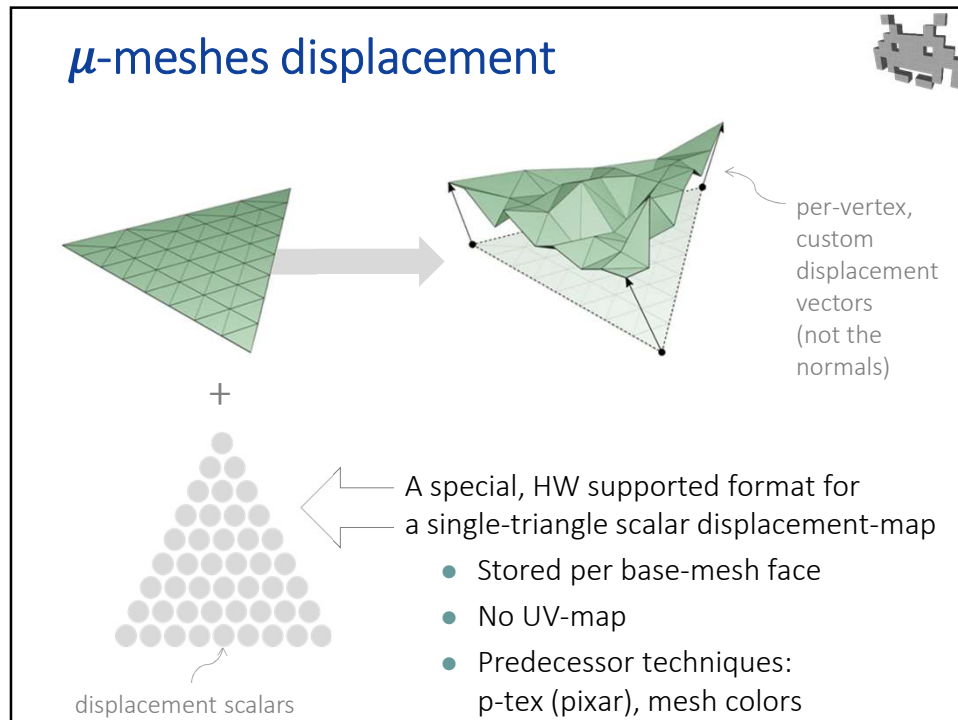 μ-meshes displacement
per-vertex,
custom
displacement
vectors
(not the
normals)
+
A special, HW supported format for
a single-triangle scalar displacement-map
● Stored per base-mesh face
● No UV-map
● Predecessor techniques:
p-tex (pixar), mesh colors
displacement scalars